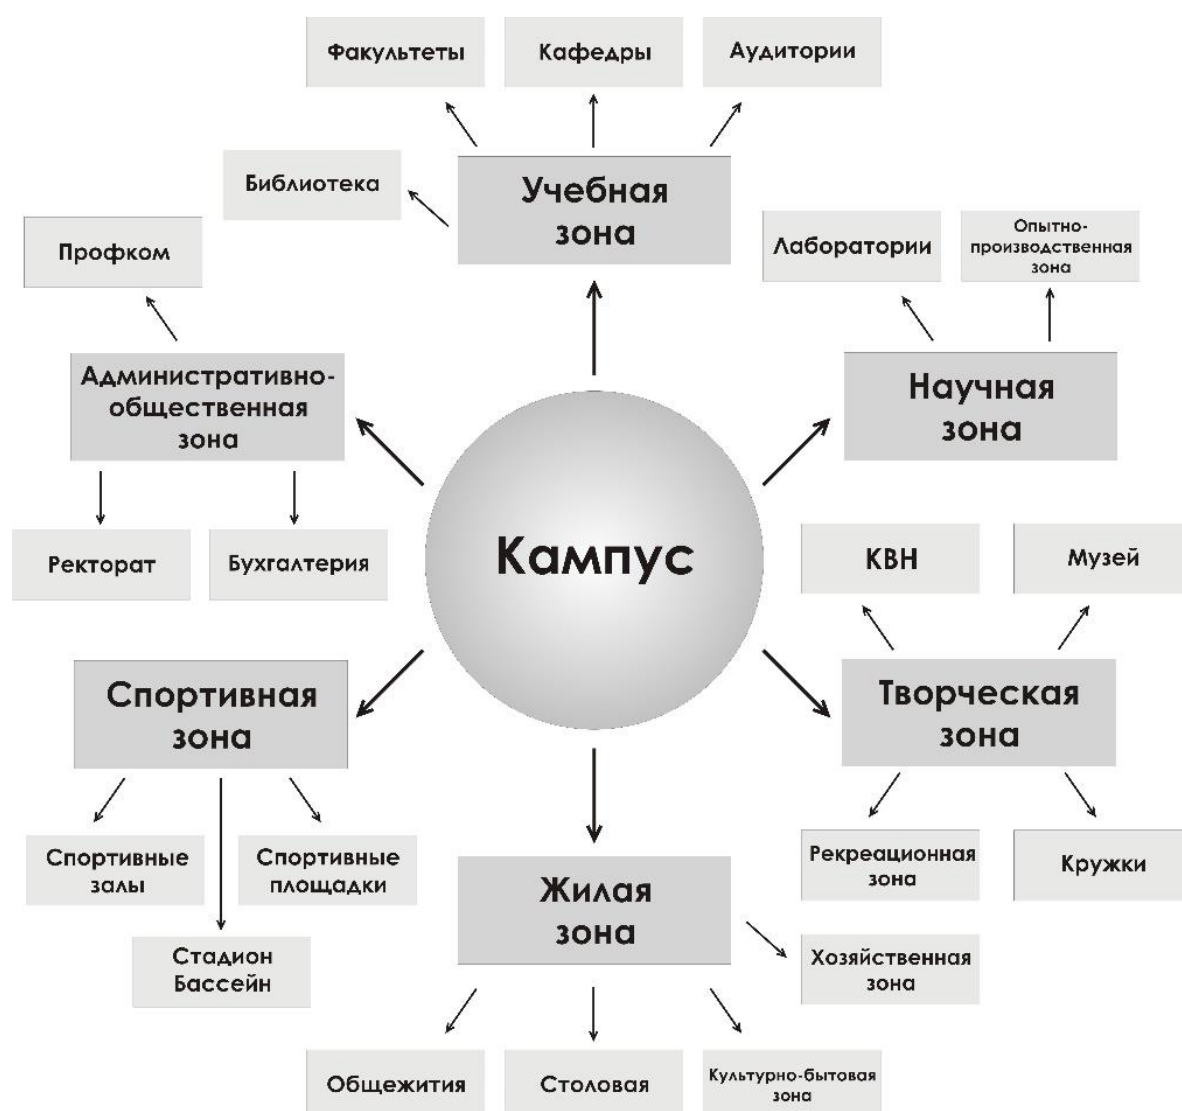 Факультеты
Кафедры
Аудитории
Библиотека
Учебная
зона
Профком
Лаборатории
Опытно-
производственная
зона
Административно-
общественная
зона
Научная
зона
Ректорат
Бухгалтерия
Кампус
КВН
Музей
Спортивная
зона
Творческая
зона
Спортивные
залы
Спортивные
площадки
Стадион
Бассейн
Жилая
зона
Рекреационная
зона
Кружки
Хозяйственная
зона
Общежития
Столовая
Культурно-бытовая
зона